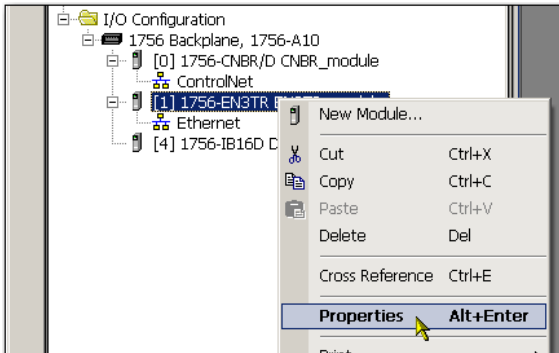 I/O Configuration
1756 Backplane, 1756-A10
[0] 1756-CNBR/D CNBR_module
ControlNet
[1] 1756-EN3TR
Ethernet
[4] 1756-IB16D D
New Module...
Cut Ctrl+X
Copy Ctrl+C
Paste Ctrl+V
Delete Del
Cross Reference Ctrl+E
Properties Alt+Enter
Print